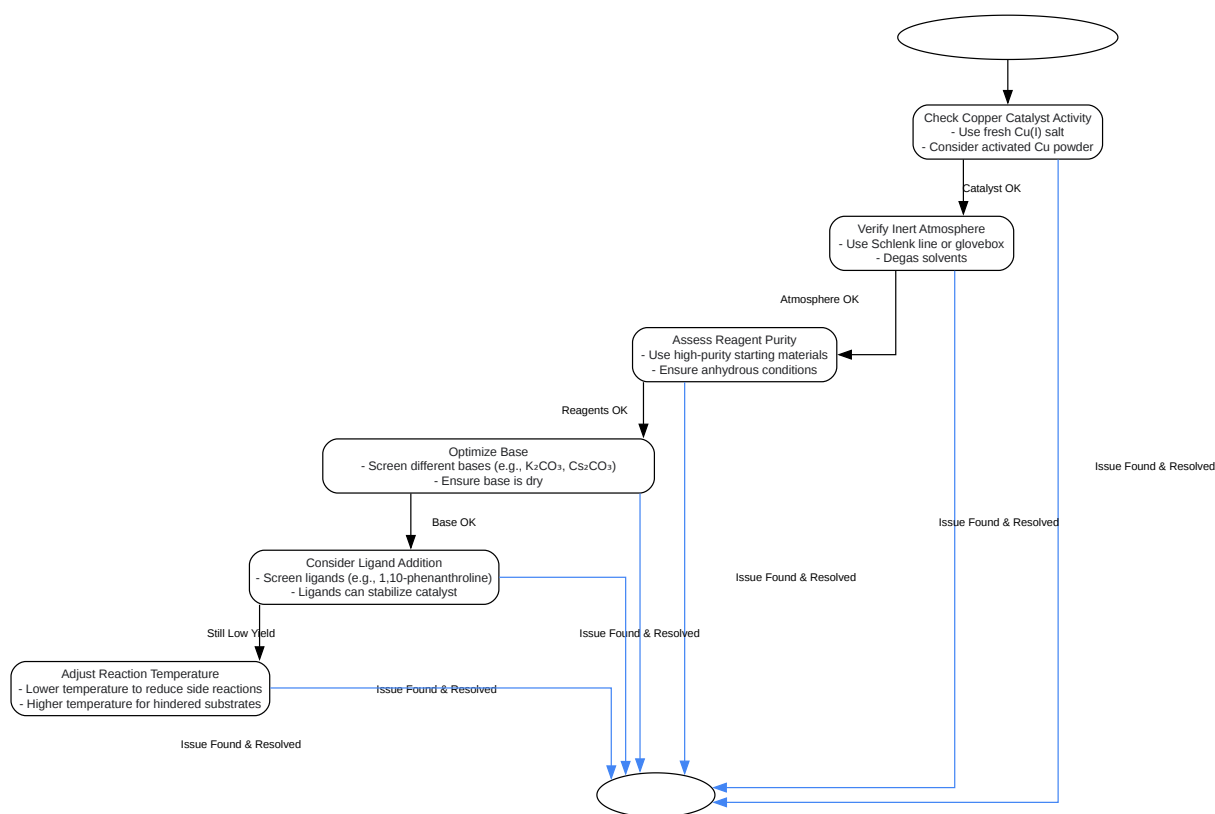 Check Copper Catalyst Activity
- Use fresh Cu(I) salt
- Consider activated Cu powder
Catalyst OK
Verify Inert Atmosphere
- Use Schlenk line or glovebox
- Degas solvents
Atmosphere OK
Assess Reagent Purity
- Use high-purity starting materials
- Ensure anhydrous conditions
Reagents OK
Optimize Base
- Screen different bases (e.g., K₂CO₃, Cs₂CO₃)
- Ensure base is dry
Issue Found & Resolved
Base OK
Issue Found & Resolved
Consider Ligand Addition
- Screen ligands (e.g., 1,10-phenanthroline)
- Ligands can stabilize catalyst
Issue Found & Resolved
Still Low Yield
Issue Found & Resolved
Adjust Reaction Temperature
- Lower temperature to reduce side reactions
- Higher temperature for hindered substrates
Issue Found & Resolved
Issue Found & Resolved